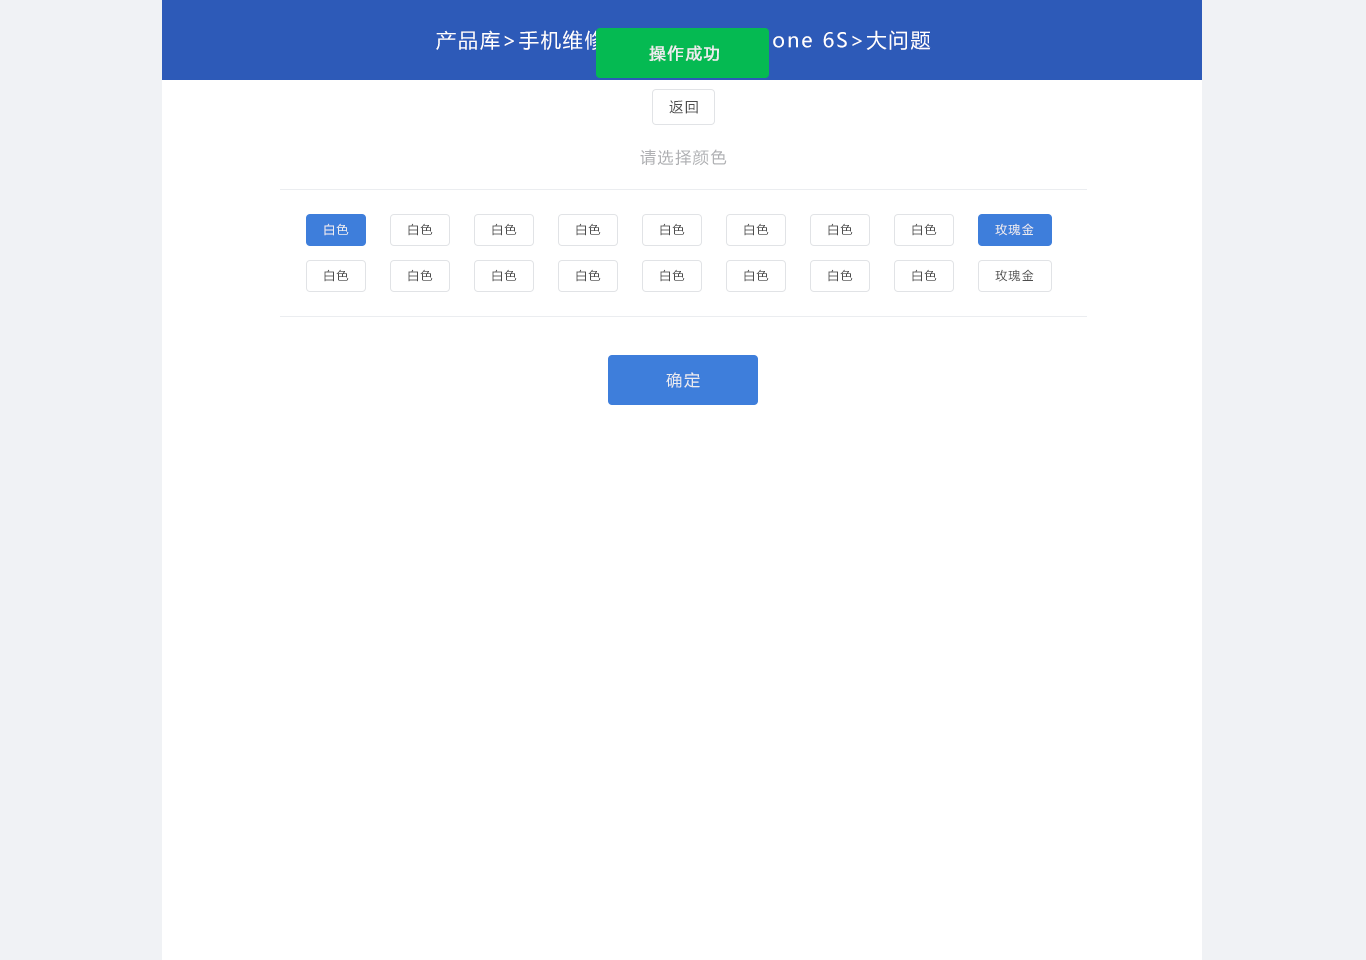 产品库>手机维修 one 6S>大问题
操作成功
返回
请选择颜色
白色 白色 白色 白色 白色 白色 白色 白色 玫瑰金
白色 白色 白色 白色 白色 白色 白色 白色 玫瑰金
确定